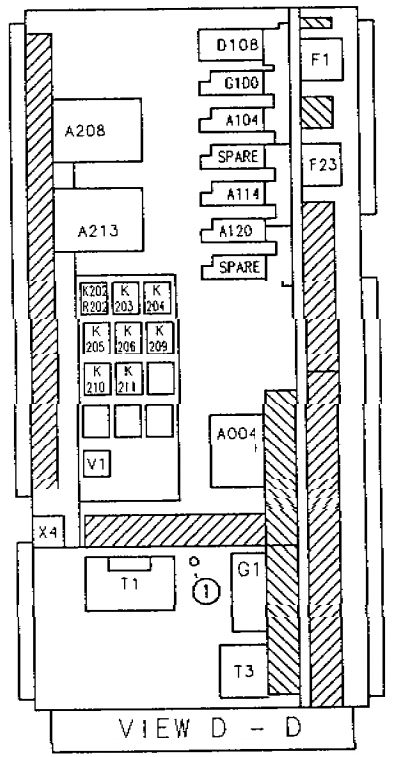 D108
F1
G100
A104
A208
SPARE
F23
A114
A213
A120
SPARE
K202
R202
K
203
K
204
K
205
K
206
K
209
K
210
K
211
A004
V1
X4
G1
T1
1
T3
VIEW D - D